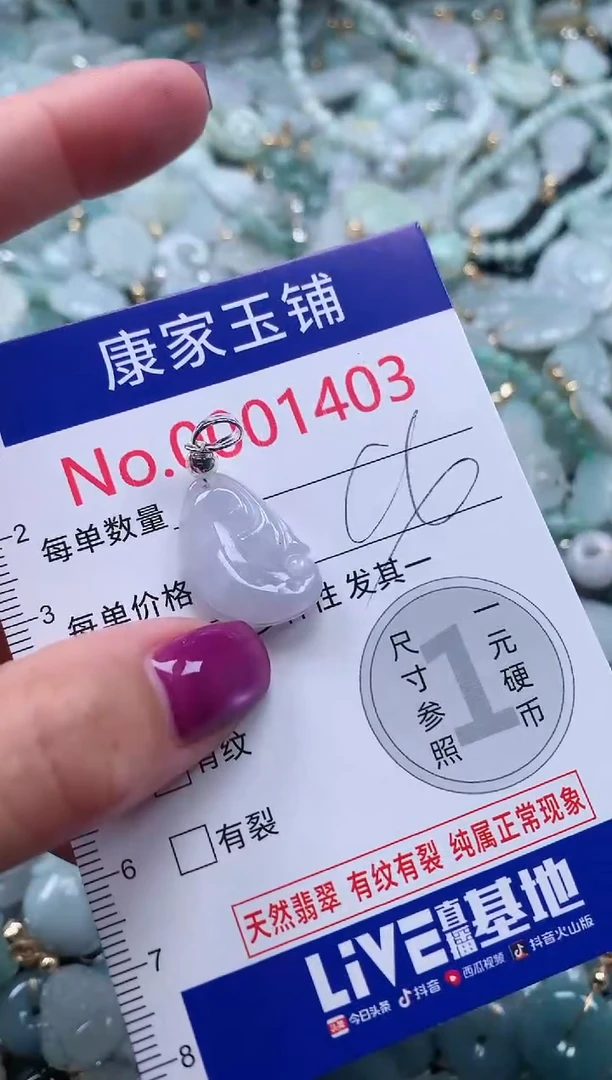 康家玉铺
No.0001403
每单数量
每单价格
性 发其一
有纹
有裂
尺寸参照
1
一元硬币
天然翡翠 有纹有裂 纯属正常现象
LiVE直播基地
今日头条 抖音 西瓜视频 抖音火山版
2
3
6
7
8